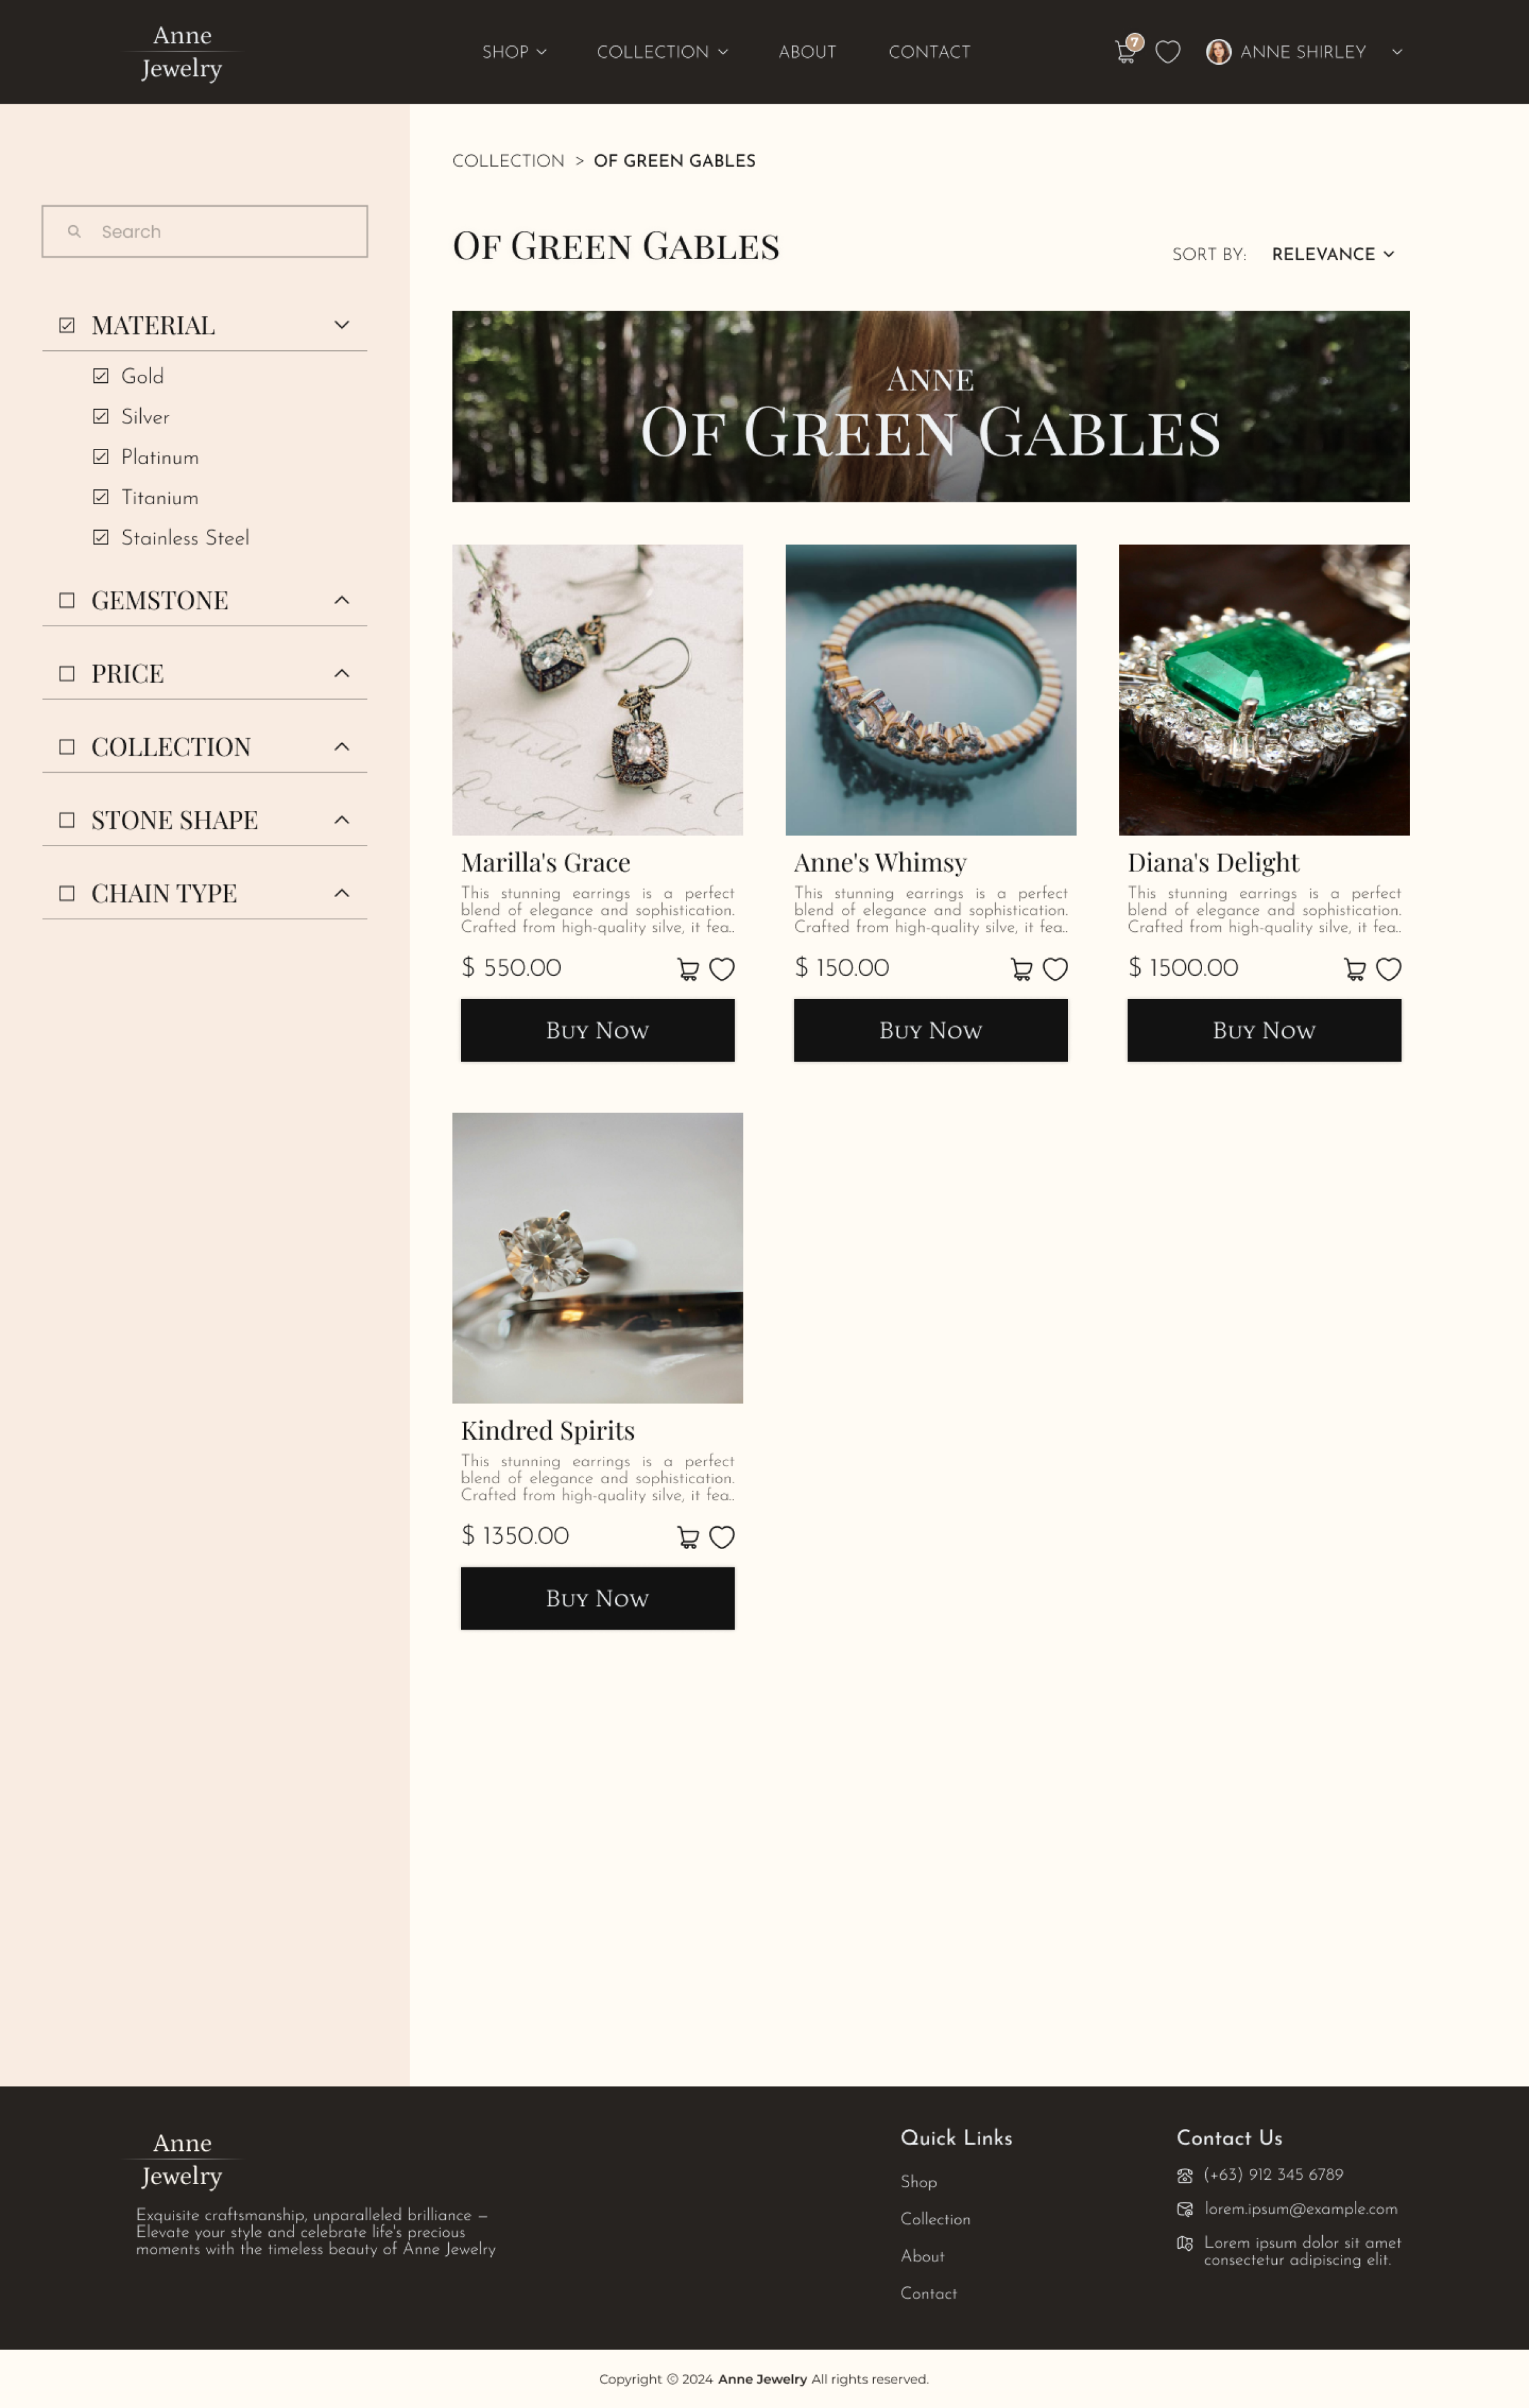 Anne
Jewelry
SHOP
COLLECTION
ABOUT
CONTACT
7
ANNE SHIRLEY
COLLECTION > OF GREEN GABLES
Search
OF GREEN GABLES
SORT BY: RELEVANCE
MATERIAL
Gold
Silver
Platinum
Titanium
Stainless Steel
GEMSTONE
PRICE
COLLECTION
STONE SHAPE
CHAIN TYPE
ANNE
OF GREEN GABLES
Marilla's Grace
This stunning earrings is a perfect
blend of elegance and sophistication.
Crafted from high-quality silve, it fea..
$ 550.00
BUY NOW
Anne's Whimsy
This stunning earrings is a perfect
blend of elegance and sophistication.
Crafted from high-quality silve, it fea..
$ 150.00
BUY NOW
Diana's Delight
This stunning earrings is a perfect
blend of elegance and sophistication.
Crafted from high-quality silve, it fea..
$ 1500.00
BUY NOW
Kindred Spirits
This stunning earrings is a perfect
blend of elegance and sophistication.
Crafted from high-quality silve, it fea..
$ 1350.00
BUY NOW
Anne
Jewelry
Exquisite craftsmanship, unparalleled brilliance –
Elevate your style and celebrate life's precious
moments with the timeless beauty of Anne Jewelry
Quick Links
Shop
Collection
About
Contact
Contact Us
(+63) 912 345 6789
lorem.ipsum@example.com
Lorem ipsum dolor sit amet
consectetur adipiscing elit.
Copyright © 2024 Anne Jewelry All rights reserved.